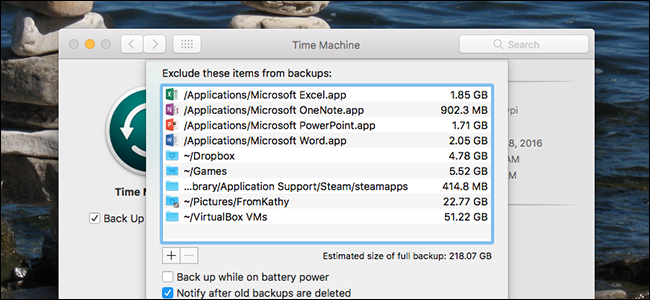 Time Machine
Search
Exclude these items from backups:
/Applications/Microsoft Excel.app 1.85 GB
/Applications/Microsoft OneNote.app 902.3 MB
/Applications/Microsoft PowerPoint.app 1.71 GB
/Applications/Microsoft Word.app 2.05 GB
~/Dropbox 4.78 GB
~/Games 5.52 GB
...brary/Application Support/Steam/steamapps 414.8 MB
~/Pictures/FromKathy 22.77 GB
~/VirtualBox VMs 51.22 GB
Estimated size of full backup: 218.07 GB
Back up while on battery power
Notify after old backups are deleted
Time M
Back Up
ypi
8, 2016
AM
AM